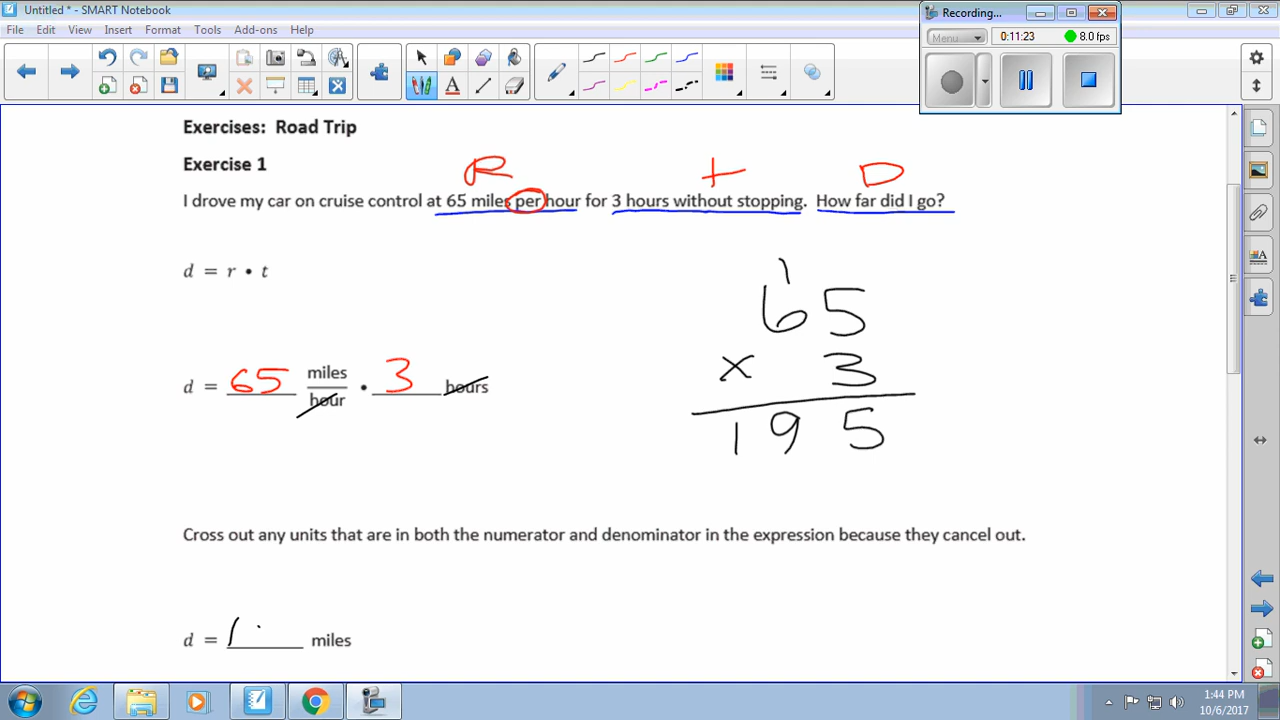 Untitled * - SMART Notebook
Recording...
File Edit View Insert Format Tools Add-ons Help
Menu 0:11:23 8.0 fps
Exercises: Road Trip
Exercise 1
R t D
I drove my car on cruise control at 65 miles per hour for 3 hours without stopping. How far did I go?
d = r • t
1
65
x 3
195
d = 65 miles/hour • 3 hours
Cross out any units that are in both the numerator and denominator in the expression because they cancel out.
d = 1 miles
1:44 PM
10/6/2017